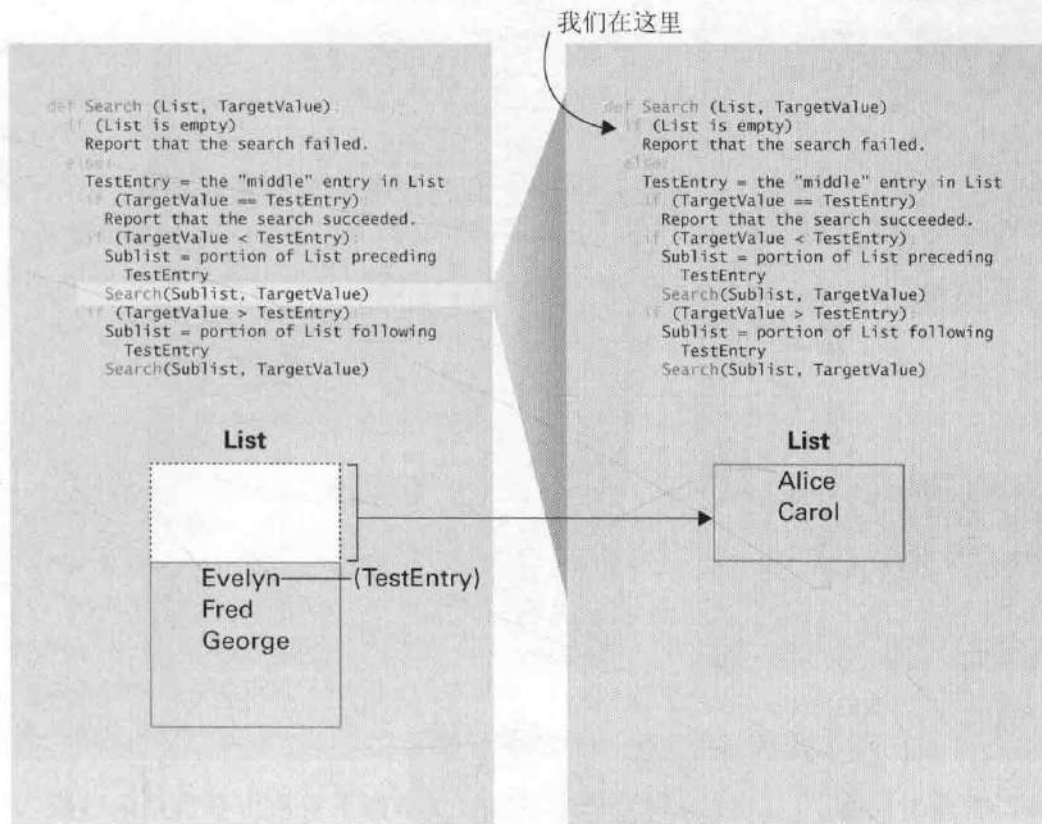 我们在这里
def Search (List, TargetValue):
if (List is empty):
Report that the search failed.
else:
TestEntry = the "middle" entry in List
if (TargetValue == TestEntry):
Report that the search succeeded.
if (TargetValue < TestEntry):
Sublist = portion of List preceding
TestEntry
Search(Sublist, TargetValue)
if (TargetValue > TestEntry):
Sublist = portion of List following
TestEntry
Search(Sublist, TargetValue)
List
Evelyn
(TestEntry)
Fred
George
def Search (List, TargetValue):
if (List is empty):
Report that the search failed.
else:
TestEntry = the "middle" entry in List
if (TargetValue == TestEntry):
Report that the search succeeded.
if (TargetValue < TestEntry):
Sublist = portion of List preceding
TestEntry
Search(Sublist, TargetValue)
if (TargetValue > TestEntry):
Sublist = portion of List following
TestEntry
Search(Sublist, TargetValue)
List
Alice
Carol